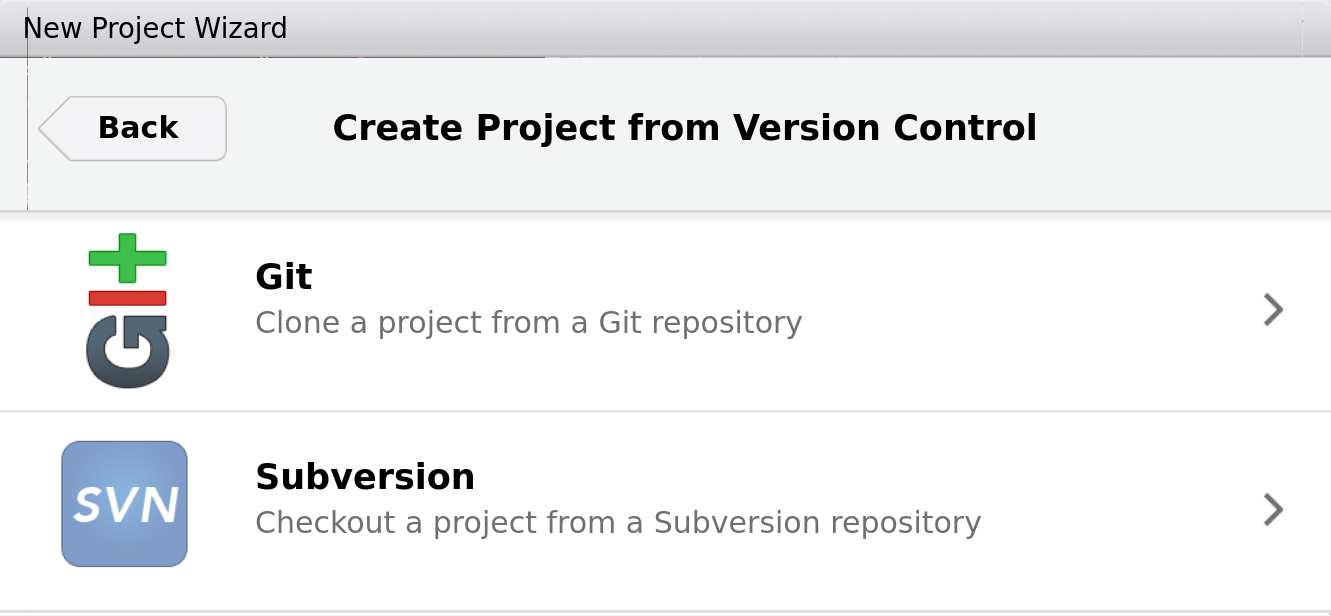 New Project Wizard
Back
Create Project from Version Control
Git
Git
Clone a project from a Git repository
SVN
Subversion
Checkout a project from a Subversion repository